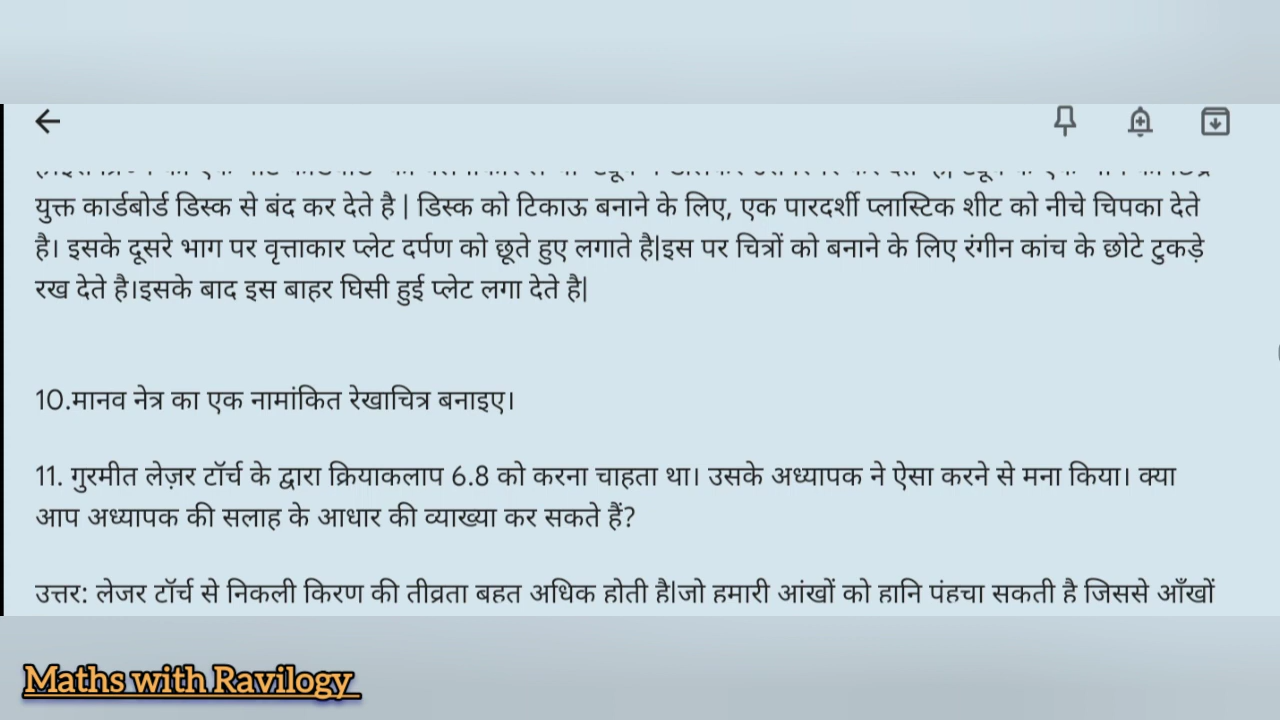 युक्त कार्डबोर्ड डिस्क से बंद कर देते है | डिस्क को टिकाऊ बनाने के लिए, एक पारदर्शी प्लास्टिक शीट को नीचे चिपका देते
है। इसके दूसरे भाग पर वृत्ताकार प्लेट दर्पण को छूते हुए लगाते है|इस पर चित्रों को बनाने के लिए रंगीन कांच के छोटे टुकड़े
रख देते है।इसके बाद इस बाहर घिसी हुई प्लेट लगा देते है|
10.मानव नेत्र का एक नामांकित रेखाचित्र बनाइए।
11. गुरमीत लेज़र टॉर्च के द्वारा क्रियाकलाप 6.8 को करना चाहता था। उसके अध्यापक ने ऐसा करने से मना किया। क्या
आप अध्यापक की सलाह के आधार की व्याख्या कर सकते हैं?
उत्तर: लेजर टॉर्च से निकली किरण की तीव्रता बहुत अधिक होती है|जो हमारी आंखों को हानि पंहुचा सकती है जिससे आँखों
Maths with Ravilogy